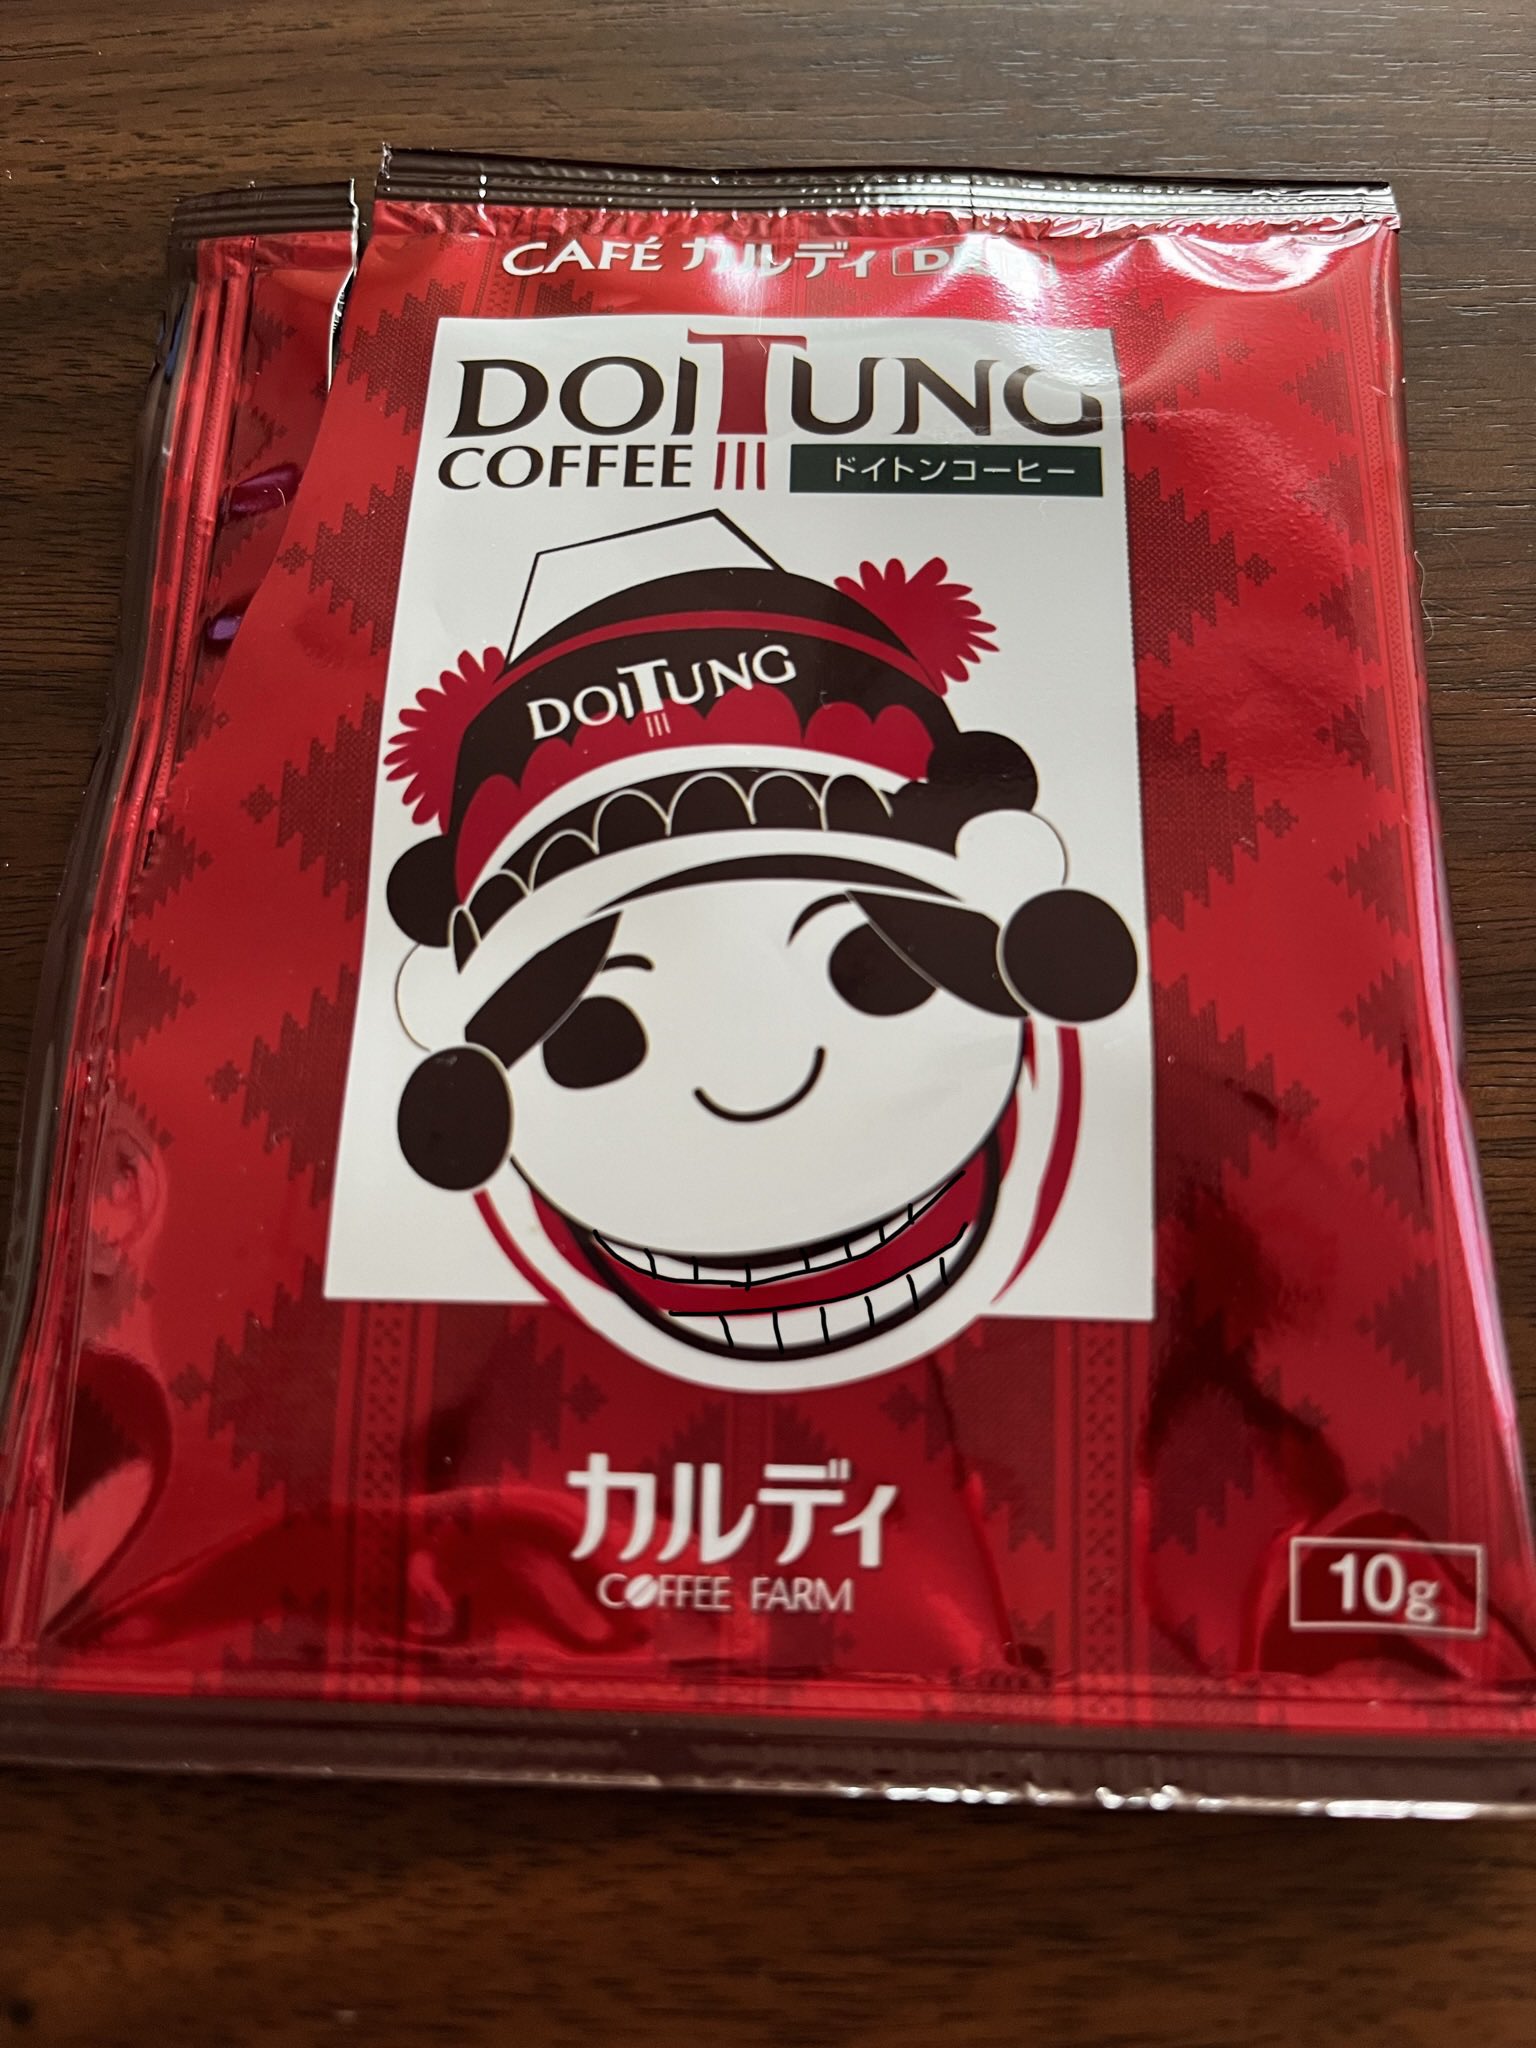 CAFÉ カルディ DRIP
DOITUNG
COFFEE ドイトンコーヒー
DOITUNG
カルディ
COFFEE FARM
10g